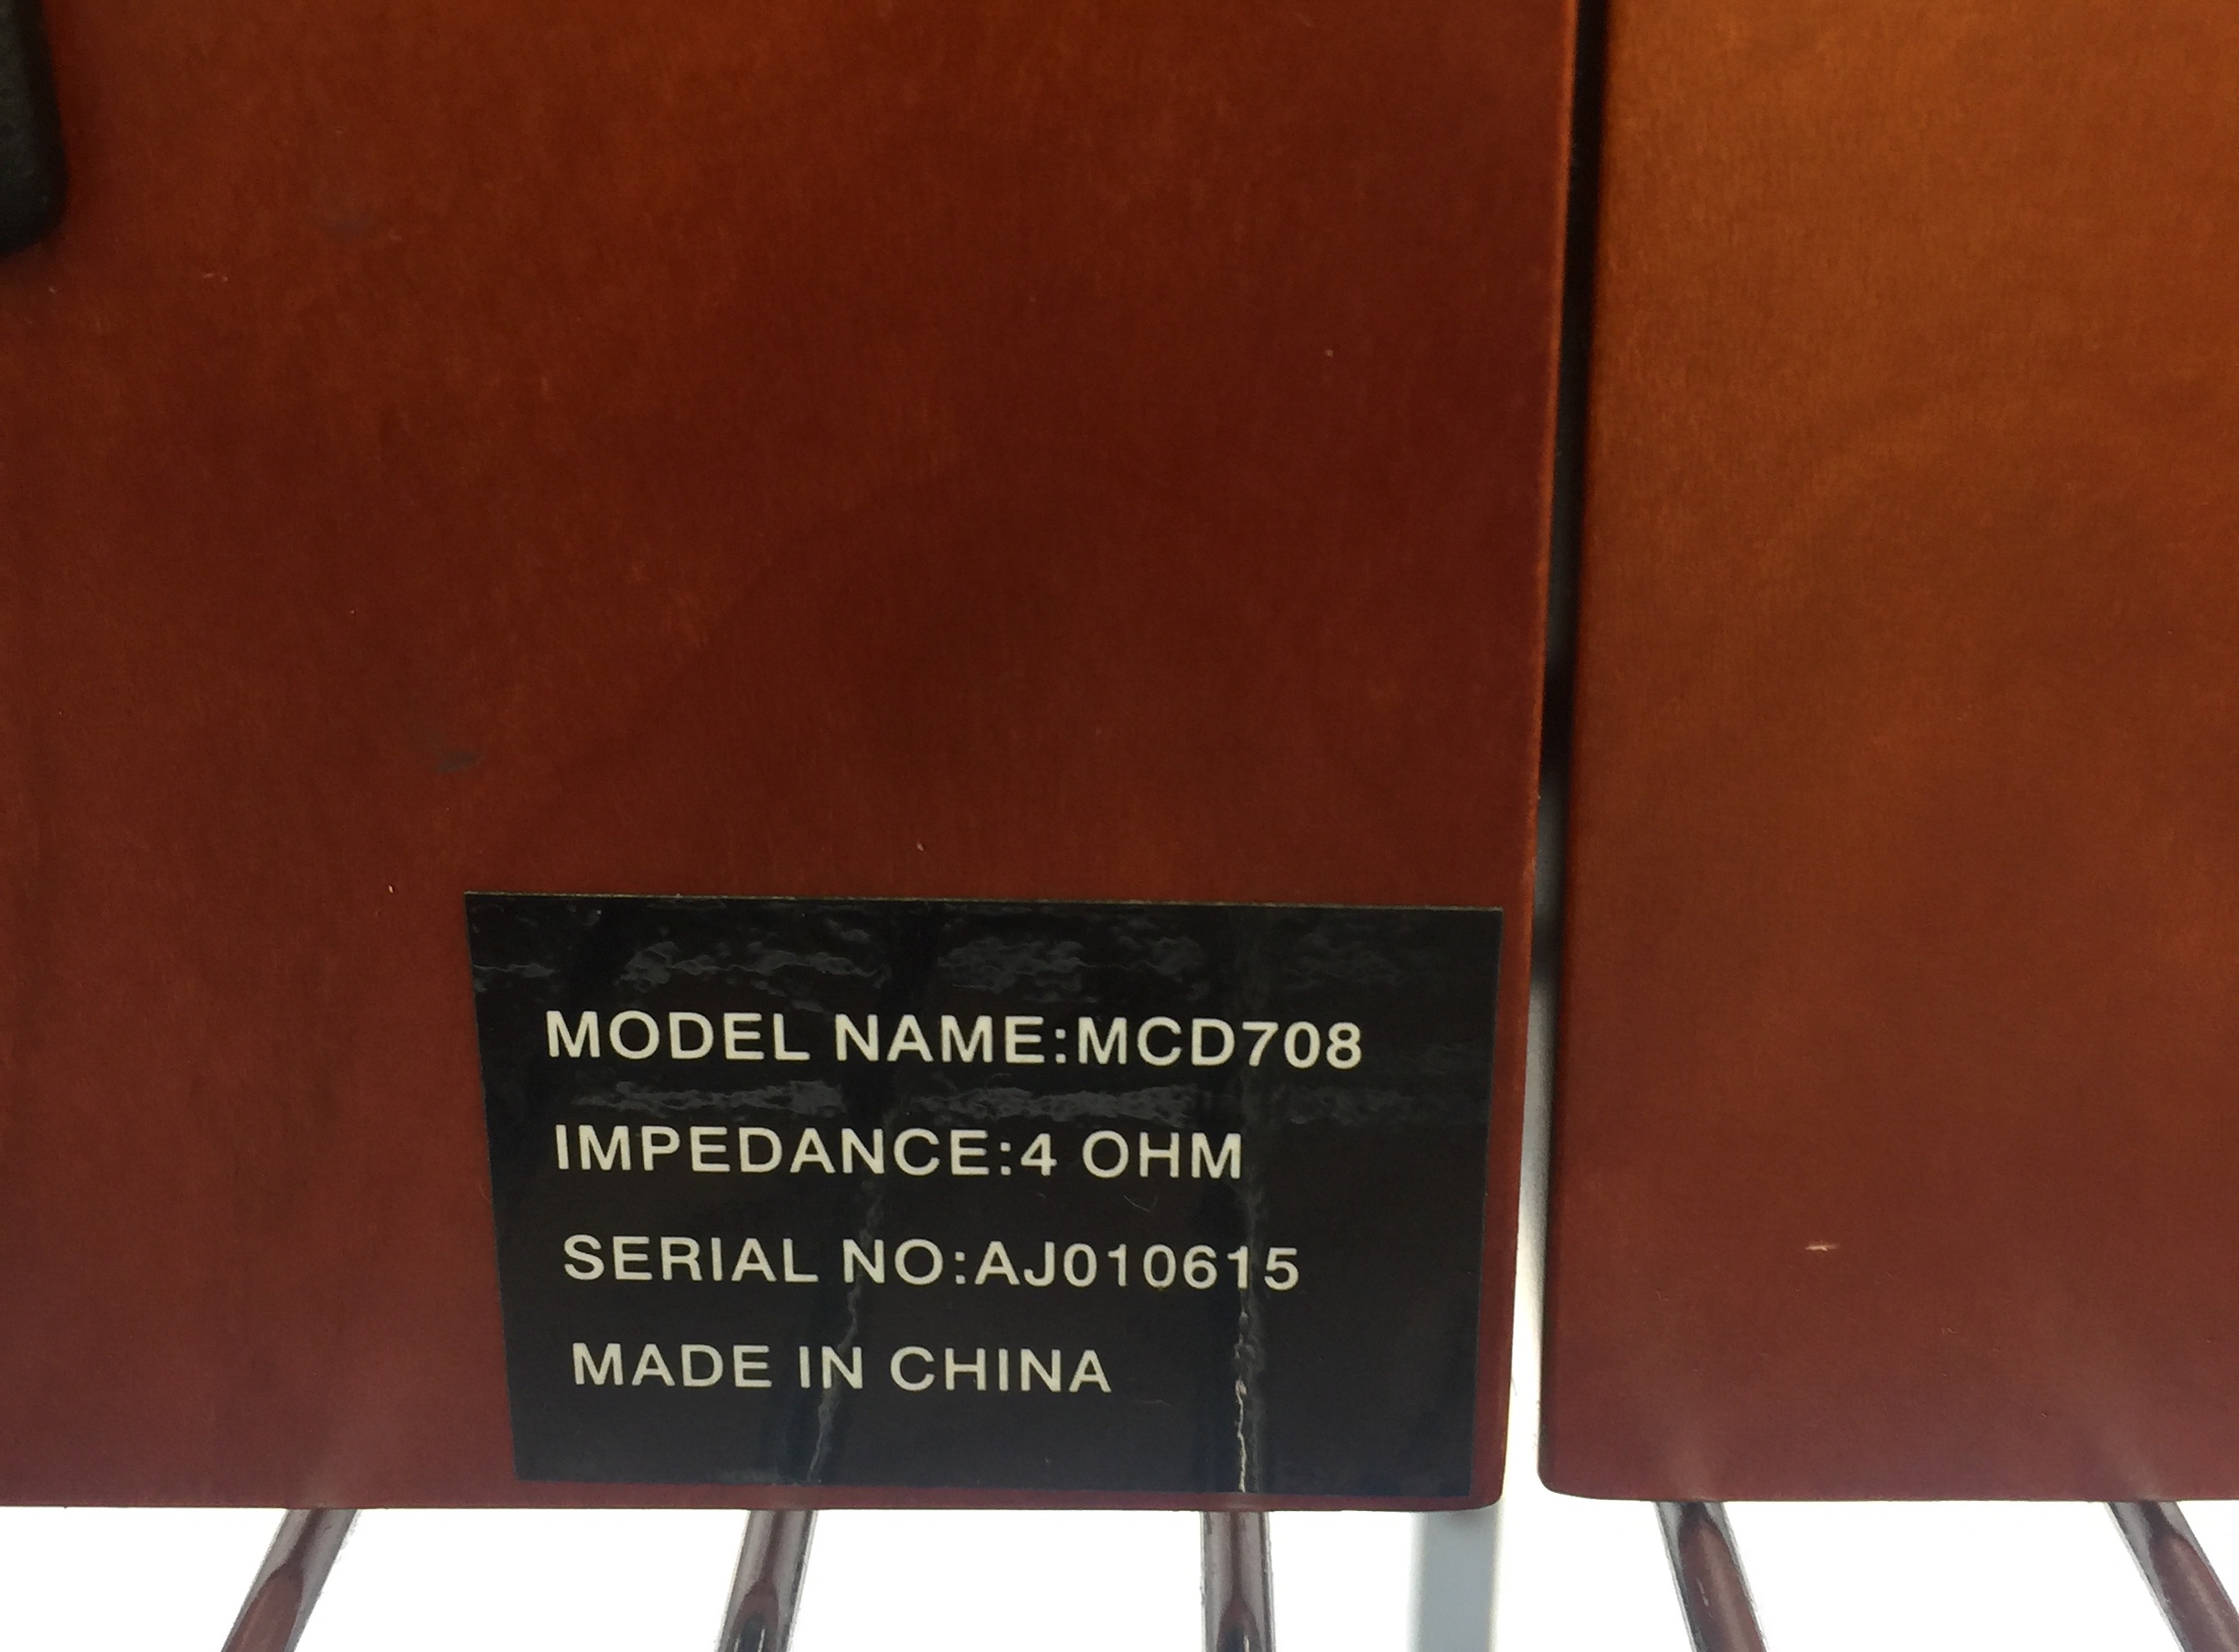 MODEL NAME:MCD708
IMPEDANCE:4 OHM
SERIAL NO:AJ010615
MADE IN CHINA